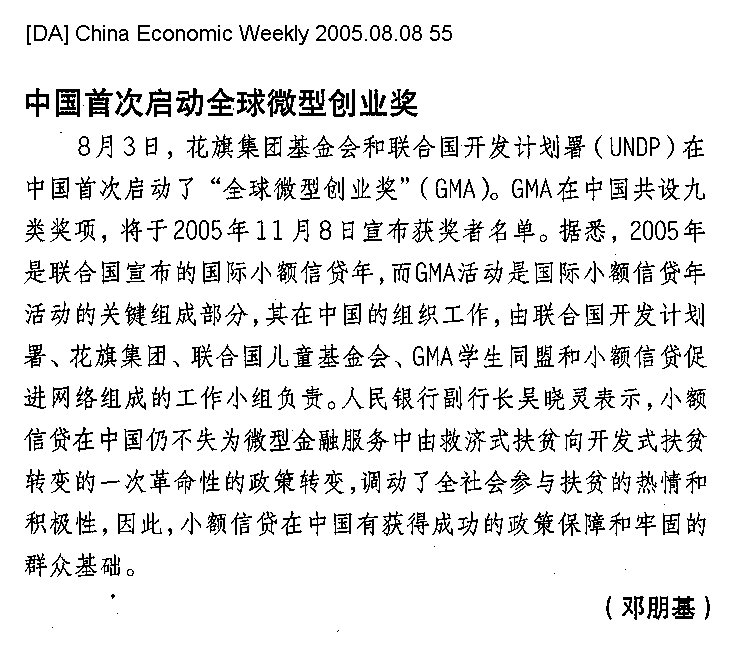 [DA] China Economic Weekly 2005.08.08 55
中国首次启动全球微型创业奖
8月3日，花旗集团基金会和联合国开发计划署（UNDP）在
中国首次启动了“全球微型创业奖”（GMA）。GMA在中国共设九
类奖项，将于2005年11月8日宣布获奖者名单。据悉，2005年
是联合国宣布的国际小额信贷年，而GMA活动是国际小额信贷年
活动的关键组成部分，其在中国的组织工作，由联合国开发计划
署、花旗集团、联合国儿童基金会、GMA学生同盟和小额信贷促
进网络组成的工作小组负责。人民银行副行长吴晓灵表示，小额
信贷在中国仍不失为微型金融服务中由救济式扶贫向开发式扶贫
转变的一次革命性的政策转变，调动了全社会参与扶贫的热情和
积极性，因此，小额信贷在中国有获得成功的政策保障和牢固的
群众基础。
（邓朋基）